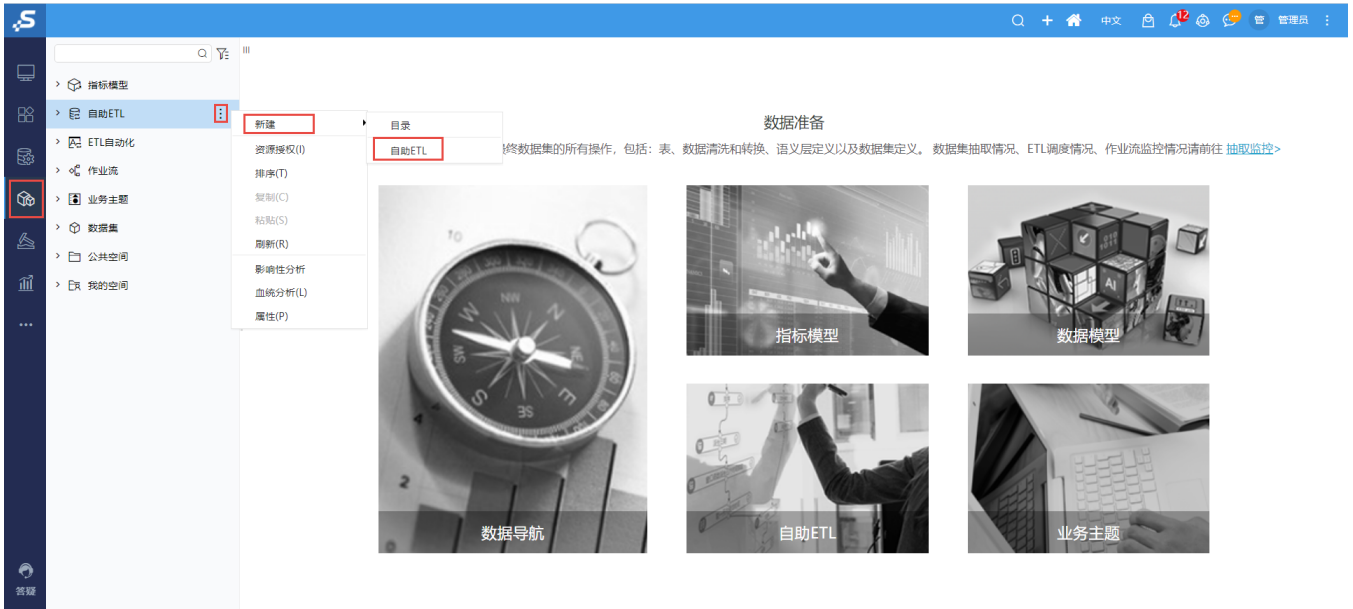 S
12
中文
管
管理员
指标模型
自助ETL
ETL自动化
作业流
业务主题
数据集
公共空间
我的空间
答疑
新建
资源授权(I)
排序(T)
复制(C)
粘贴(S)
刷新(R)
影响性分析
血统分析(L)
属性(P)
目录
自助ETL
数据准备
终数据集的所有操作，包括：表、数据清洗和转换、语义层定义以及数据集定义。 数据集抽取情况、ETL调度情况、作业流监控情况请前往 抽取监控>
数据导航
指标模型
数据模型
自助ETL
业务主题